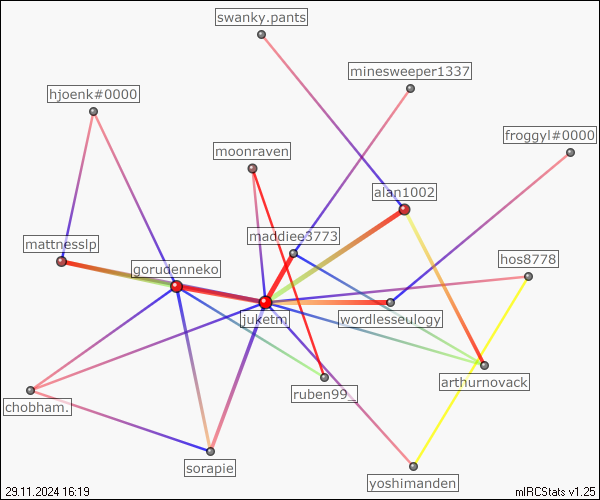 swanky.pants
minesweeper1337
hjoenk#0000
froggyl#0000
moonraven
alan1002
maddiee3773
mattnesslp
hos8778
gorudenneko
juketm
wordlesseulogy
arthurnovack
ruben99_
chobham.
sorapie
yoshimanden
29.11.2024 16:19
mIRCStats v1.25